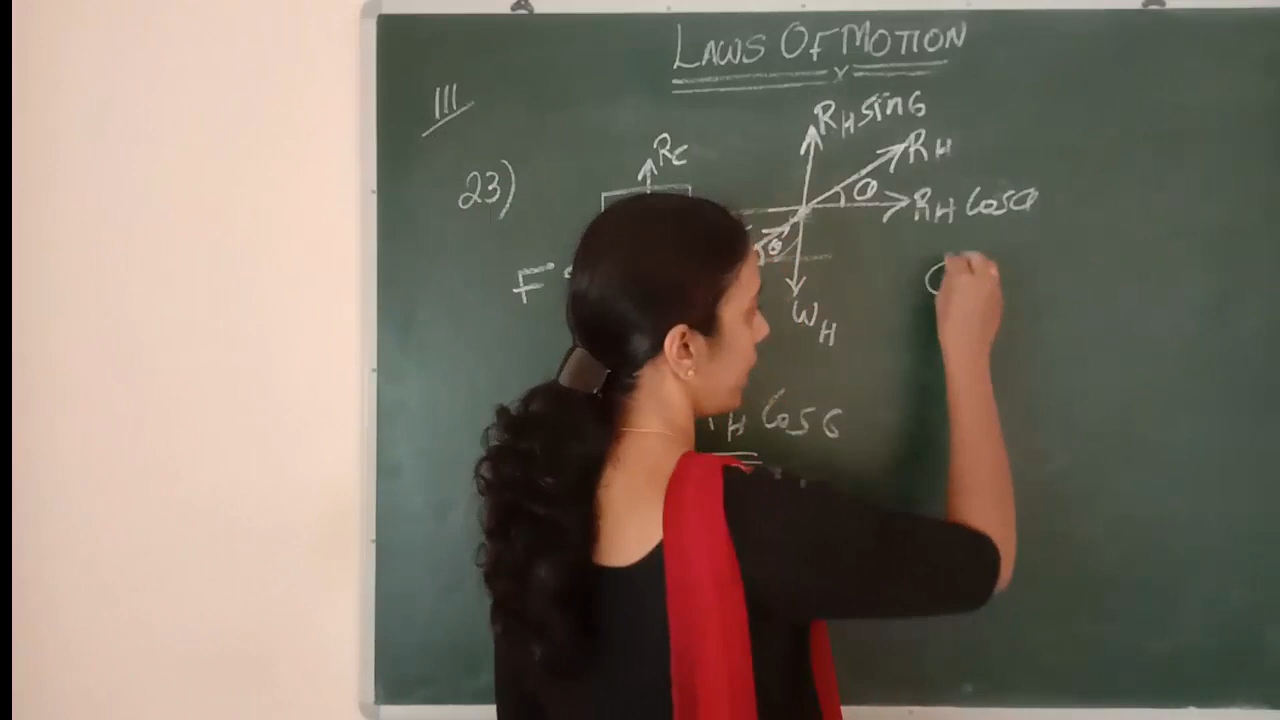 LAWS OF MOTION
x
III
23)
RC
RH sinθ
RH
θ
RH Cosθ
F
θ
WH
H Cosθ